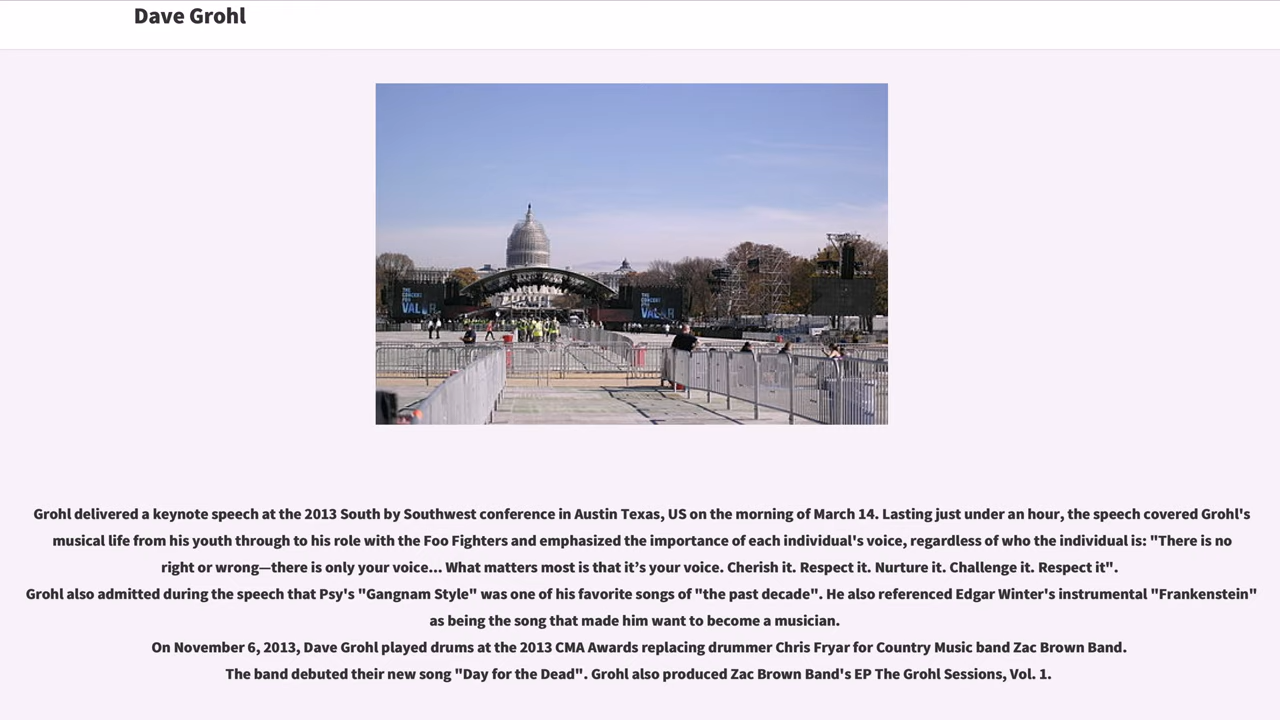 Dave Grohl
THE
CONCERT
FOR
VALOR
THE
CONCERT
FOR
VALOR
Grohl delivered a keynote speech at the 2013 South by Southwest conference in Austin Texas, US on the morning of March 14. Lasting just under an hour, the speech covered Grohl's
musical life from his youth through to his role with the Foo Fighters and emphasized the importance of each individual's voice, regardless of who the individual is: "There is no
right or wrong—there is only your voice... What matters most is that it’s your voice. Cherish it. Respect it. Nurture it. Challenge it. Respect it".
Grohl also admitted during the speech that Psy's "Gangnam Style" was one of his favorite songs of "the past decade". He also referenced Edgar Winter's instrumental "Frankenstein"
as being the song that made him want to become a musician.
On November 6, 2013, Dave Grohl played drums at the 2013 CMA Awards replacing drummer Chris Fryar for Country Music band Zac Brown Band.
The band debuted their new song "Day for the Dead". Grohl also produced Zac Brown Band's EP The Grohl Sessions, Vol. 1.